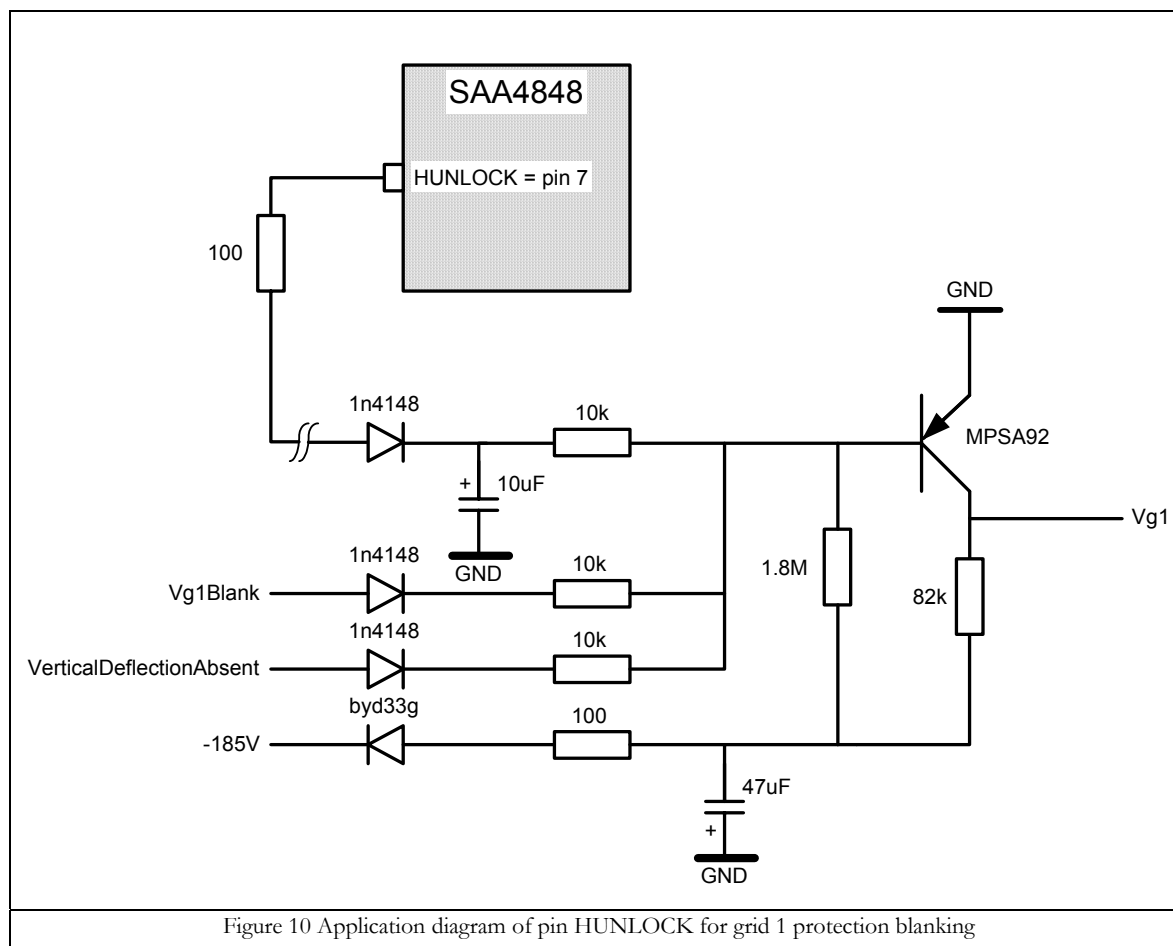 SAA4848
HUNLOCK = pin 7
100
GND
1n4148
10k
MPSA92
+
10uF
Vg1
GND
1n4148
10k
1.8M
82k
Vg1Blank
1n4148
10k
VerticalDeflectionAbsent
byd33g
100
-185V
47uF
+
GND
Figure 10 Application diagram of pin HUNLOCK for grid 1 protection blanking